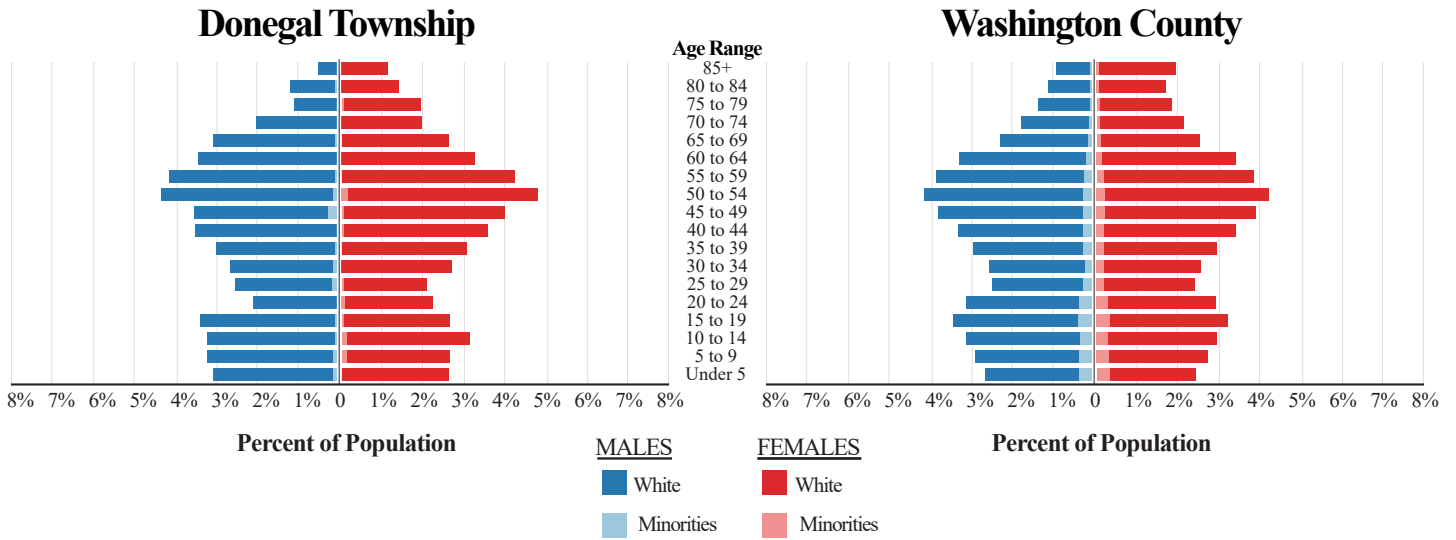 Donegal Township
Washington County
Age Range
85+
80 to 84
75 to 79
70 to 74
65 to 69
60 to 64
55 to 59
50 to 54
45 to 49
40 to 44
35 to 39
30 to 34
25 to 29
20 to 24
15 to 19
10 to 14
5 to 9
Under 5
8% 7% 6% 5% 4% 3% 2% 1% 0 1% 2% 3% 4% 5% 6% 7% 8%
8% 7% 6% 5% 4% 3% 2% 1% 0 1% 2% 3% 4% 5% 6% 7% 8%
Percent of Population
Percent of Population
MALES
White
Minorities
FEMALES
White
Minorities